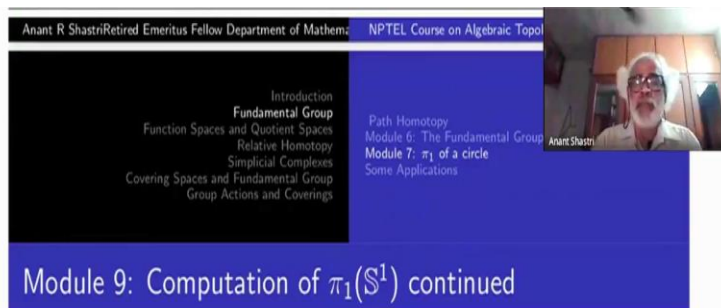 Anant R ShastriRetired Emeritus Fellow Department of Mathema
NPTEL Course on Algebraic Topol
Introduction
Fundamental Group
Function Spaces and Quotient Spaces
Relative Homotopy
Simplicial Complexes
Covering Spaces and Fundamental Group
Group Actions and Coverings
Path Homotopy
Module 6: The Fundamental Group
Module 7: π₁ of a circle
Some Applications
Anant Shastri
Module 9: Computation of π₁(𝕊¹) continued